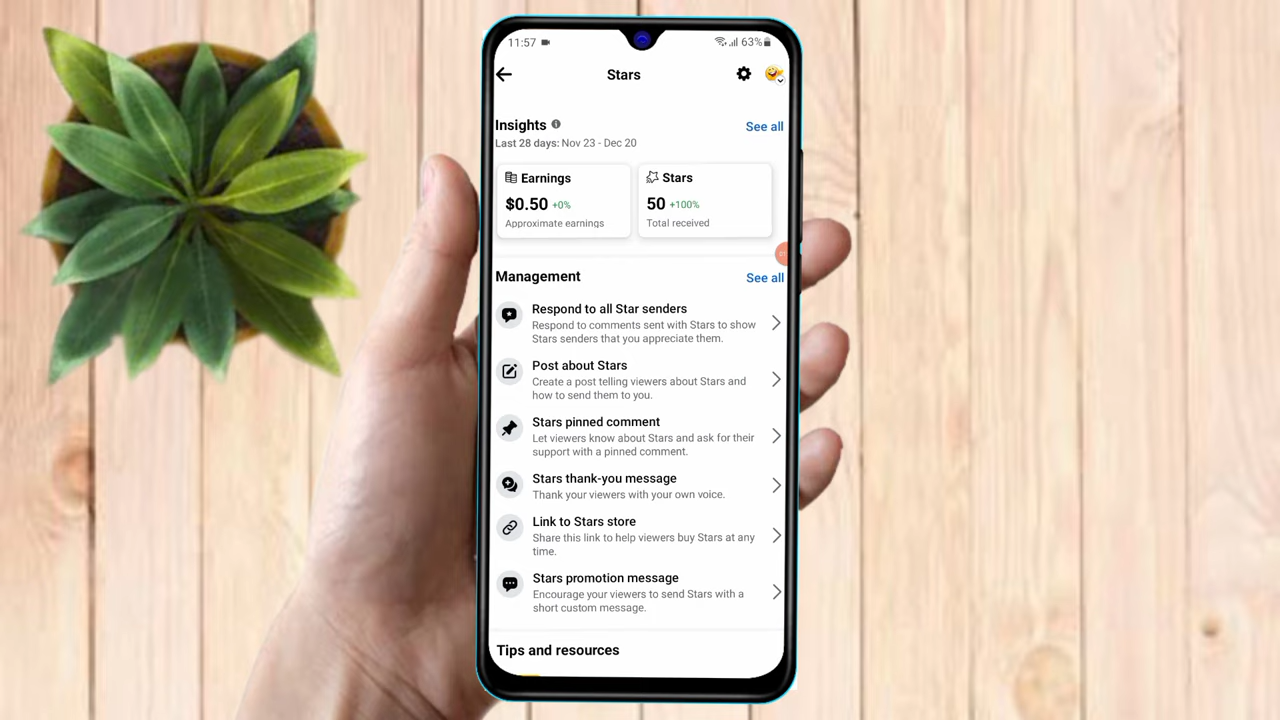 11:57 63%
Stars
Insights
See all
Last 28 days: Nov 23 - Dec 20
Earnings
$0.50 +0%
Approximate earnings
Stars
50 +100%
Total received
Management
See all
Respond to all Star senders
Respond to comments sent with Stars to show
Stars senders that you appreciate them.
Post about Stars
Create a post telling viewers about Stars and
how to send them to you.
Stars pinned comment
Let viewers know about Stars and ask for their
support with a pinned comment.
Stars thank-you message
Thank your viewers with your own voice.
Link to Stars store
Share this link to help viewers buy Stars at any
time.
Stars promotion message
Encourage your viewers to send Stars with a
short custom message.
Tips and resources